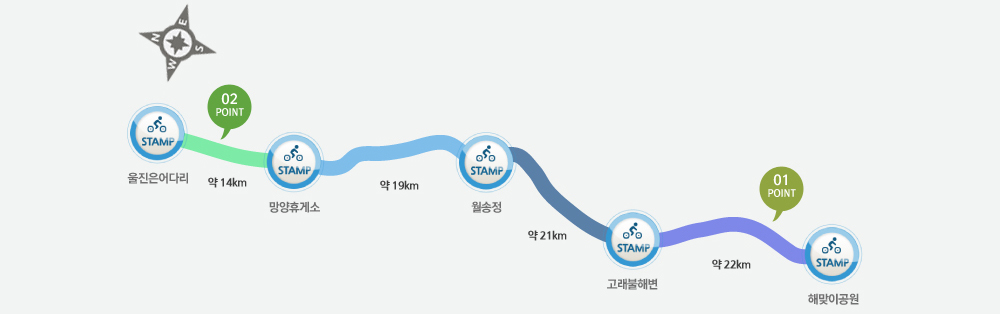 N
E
S
W
02
POINT
STAMP
울진은어다리
약 14km
STAMP
망양휴게소
약 19km
STAMP
월송정
약 21km
STAMP
고래불해변
01
POINT
약 22km
STAMP
해맞이공원